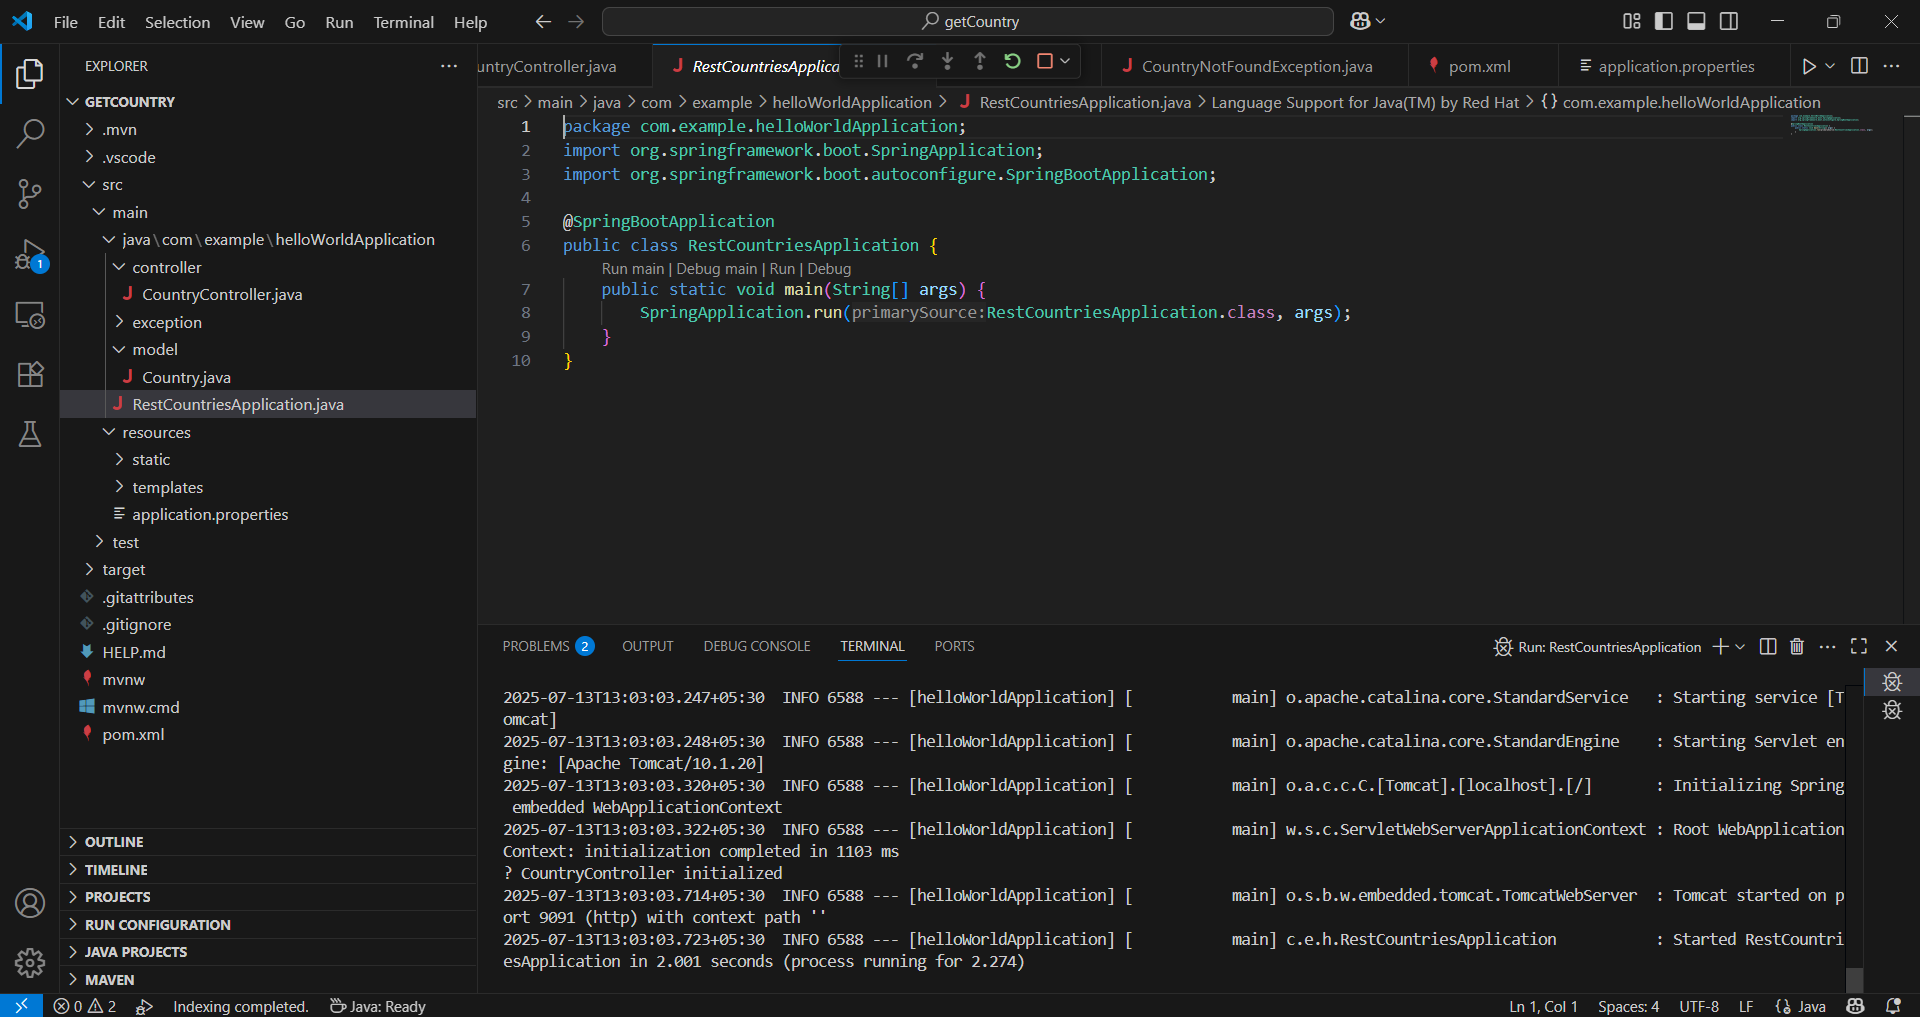 File Edit Selection View Go Run Terminal Help
getCountry
EXPLORER
GETCOUNTRY
.mvn
.vscode
src
main
java\com\example\helloWorldApplication
controller
CountryController.java
exception
model
Country.java
RestCountriesApplication.java
resources
static
templates
application.properties
test
target
.gitattributes
.gitignore
HELP.md
mvnw
mvnw.cmd
pom.xml
OUTLINE
TIMELINE
PROJECTS
RUN CONFIGURATION
JAVA PROJECTS
MAVEN
untryController.java RestCountriesApplica CountryNotFoundException.java pom.xml application.properties
src > main > java > com > example > helloWorldApplication > RestCountriesApplication.java > Language Support for Java(TM) by Red Hat > {} com.example.helloWorldApplication
1 package com.example.helloWorldApplication;
2 import org.springframework.boot.SpringApplication;
3 import org.springframework.boot.autoconfigure.SpringBootApplication;
4
5 @SpringBootApplication
6 public class RestCountriesApplication {
Run main | Debug main | Run | Debug
7 public static void main(String[] args) {
8 SpringApplication.run(primarySource:RestCountriesApplication.class, args);
9 }
10 }
PROBLEMS 2 OUTPUT DEBUG CONSOLE TERMINAL PORTS
Run: RestCountriesApplication
2025-07-13T13:03:03.247+05:30 INFO 6588 --- [helloWorldApplication] [ main] o.apache.catalina.core.StandardService : Starting service [T
omcat]
2025-07-13T13:03:03.248+05:30 INFO 6588 --- [helloWorldApplication] [ main] o.apache.catalina.core.StandardEngine : Starting Servlet en
gine: [Apache Tomcat/10.1.20]
2025-07-13T13:03:03.320+05:30 INFO 6588 --- [helloWorldApplication] [ main] o.a.c.c.C.[Tomcat].[localhost].[/] : Initializing Spring
embedded WebApplicationContext
2025-07-13T13:03:03.322+05:30 INFO 6588 --- [helloWorldApplication] [ main] w.s.c.ServletWebServerApplicationContext : Root WebApplication
Context: initialization completed in 1103 ms
? CountryController initialized
2025-07-13T13:03:03.714+05:30 INFO 6588 --- [helloWorldApplication] [ main] o.s.b.w.embedded.tomcat.TomcatWebServer : Tomcat started on p
ort 9091 (http) with context path ''
2025-07-13T13:03:03.723+05:30 INFO 6588 --- [helloWorldApplication] [ main] c.e.h.RestCountriesApplication : Started RestCountri
esApplication in 2.001 seconds (process running for 2.274)
1
0 2 Indexing completed. Java: Ready
Ln 1, Col 1 Spaces: 4 UTF-8 LF {} Java